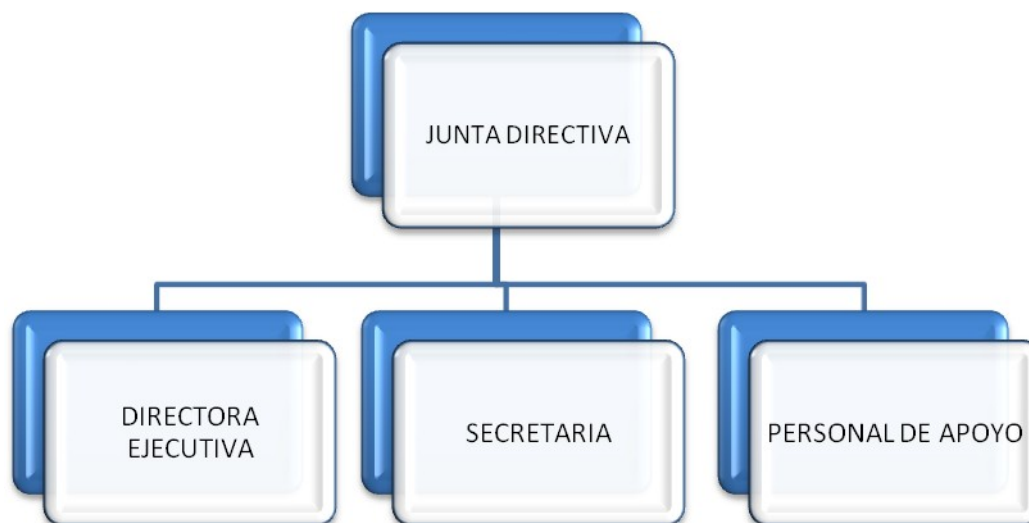 JUNTA DIRECTIVA
DIRECTORA
EJECUTIVA
SECRETARIA
PERSONAL DE APOYO